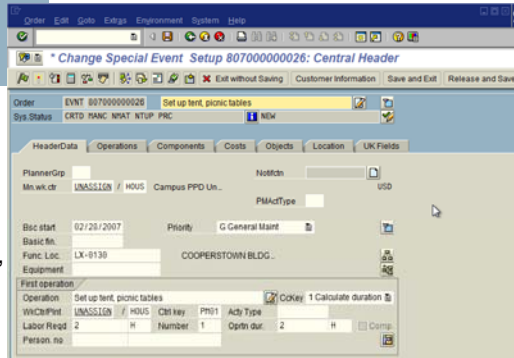 Order Edit Goto Extras Environment System Help
* Change Special Event Setup 807000000026: Central Header
Exit without Saving Customer Information Save and Exit Release and Save
Order EVNT 807000000026 Set up tent, picnic tables
Sys.Status CRTD MANC NMAT NTUP PRC NEW
HeaderData Operations Components Costs Objects Location UK Fields
PlannerGrp Notifctn
Mn.wk.ctr UNASSIGN / HOUS Campus PPD Un... USD
PMActType
Bsc start 02/20/2007 Priority G General Maint
Basic fin.
Func. Loc. LX-0130 COOPERSTOWN BLDG..
Equipment
First operation
Operation Set up tent, picnic tables CcKey 1 Calculate duration
WkCtr/Plnt UNASSIGN / HOUS Ctrl key PM01 Acty Type
Labor Reqd 2 H Number 1 Oprtn dur. 2 H Comp.
Person. no
,